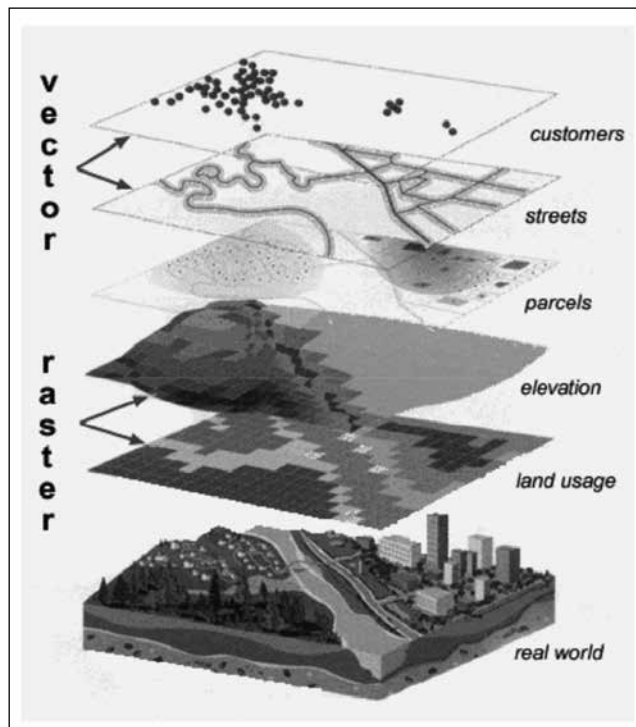 vector
customers
streets
parcels
raster
elevation
land usage
real world